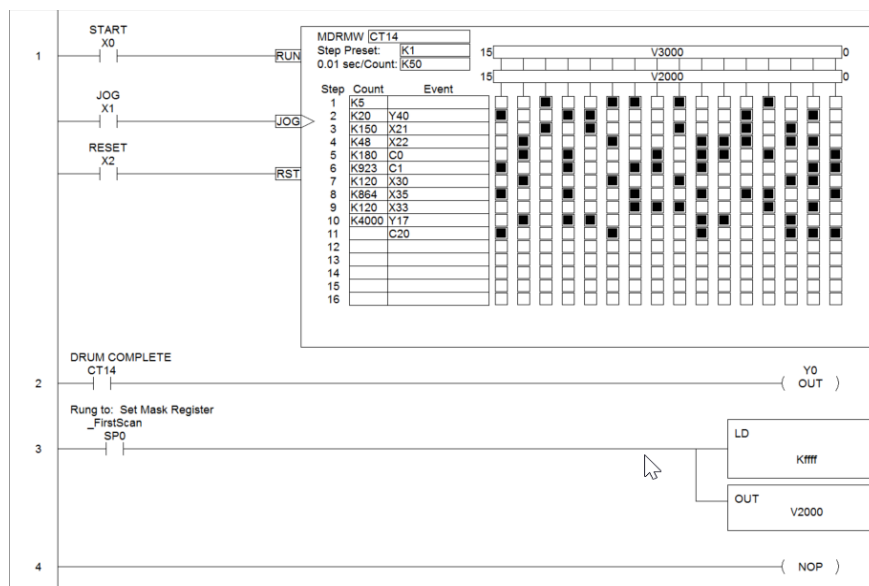 START
X0
1
RUN
MDRMW CT14
Step Preset: K1
0.01 sec/Count: K50
15 V3000 0
15 V2000 0
Step Count Event
1 K5
2 K20 Y40
3 K150 X21
4 K48 X22
5 K180 C0
6 K923 C1
7 K120 X30
8 K864 X35
9 K120 X33
10 K4000 Y17
11 C20
12
13
14
15
16
JOG
X1
JOG
RESET
X2
RST
DRUM COMPLETE
CT14
2
Y0
( OUT )
Rung to: Set Mask Register
_FirstScan
SP0
3
LD
Kffff
OUT
V2000
4
( NOP )